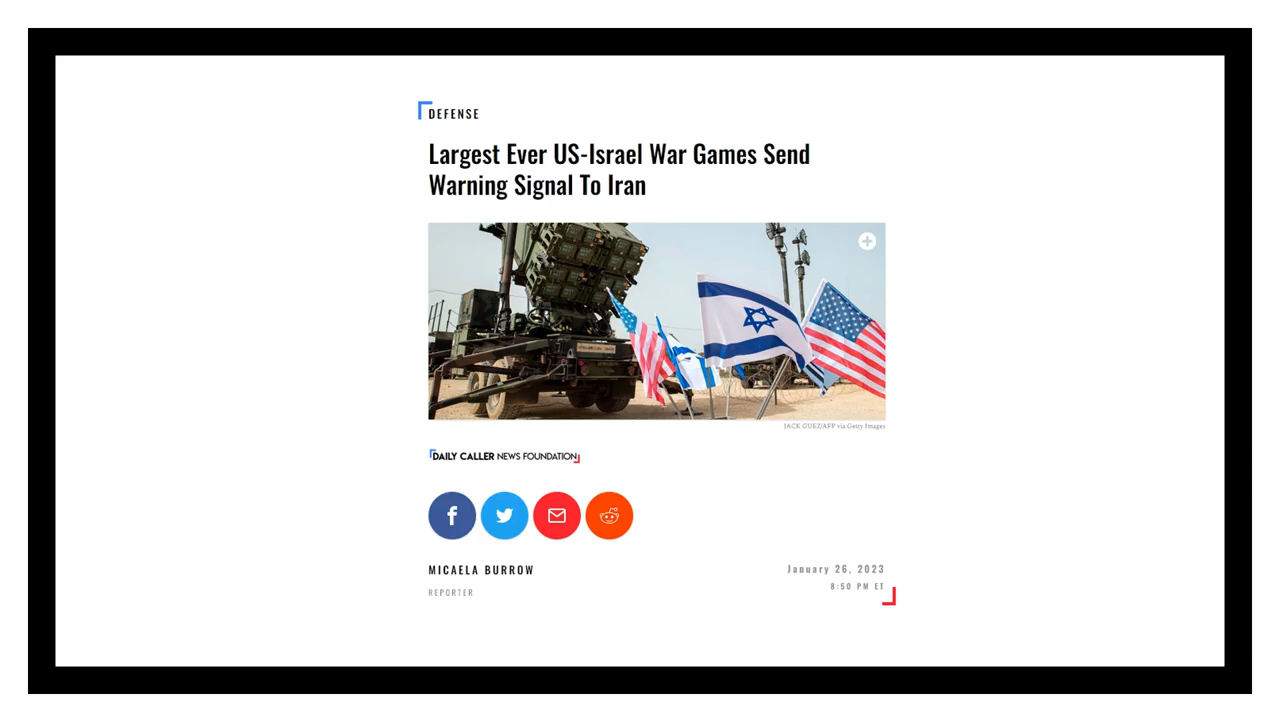 DEFENSE
Largest Ever US-Israel War Games Send
Warning Signal To Iran
JACK GUEZ/AFP via Getty Images
DAILY CALLER NEWS FOUNDATION
MICAELA BURROW
January 26, 2023
8:50 PM ET
REPORTER